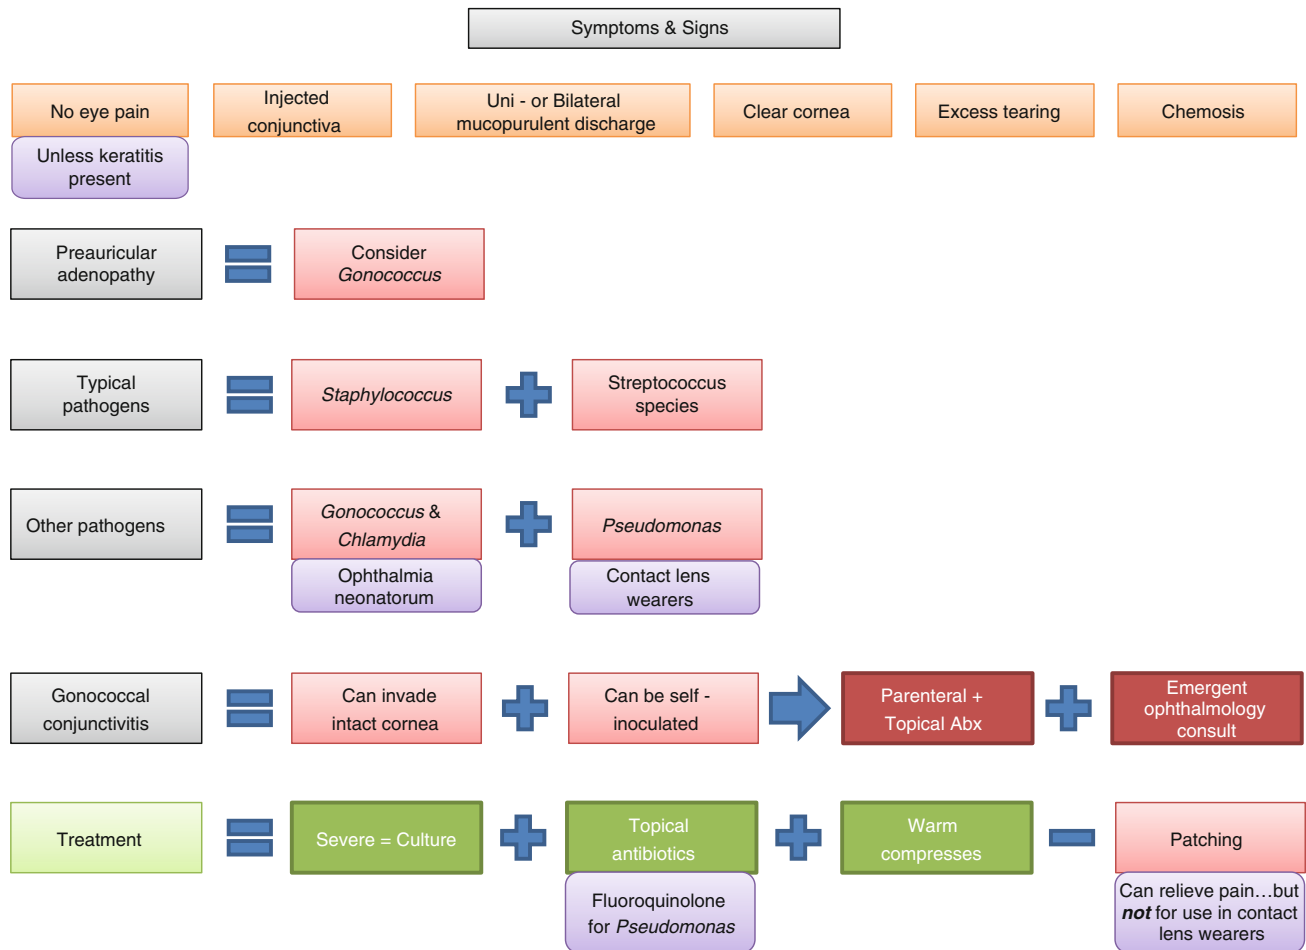 Symptoms & Signs
No eye pain
Injected
conjunctiva
Uni - or Bilateral
mucopurulent discharge
Clear cornea
Excess tearing
Chemosis
Unless keratitis
present
Preauricular
adenopathy
Consider
Gonococcus
Typical
pathogens
Staphylococcus
Streptococcus
species
Other pathogens
Gonococcus &
Chlamydia
Ophthalmia
neonatorum
Pseudomonas
Contact lens
wearers
Gonococcal
conjunctivitis
Can invade
intact cornea
Can be self -
inoculated
Parenteral +
Topical Abx
Emergent
ophthalmology
consult
Treatment
Severe = Culture
Topical
antibiotics
Fluoroquinolone
for Pseudomonas
Warm
compresses
Patching
Can relieve pain...but
not for use in contact
lens wearers